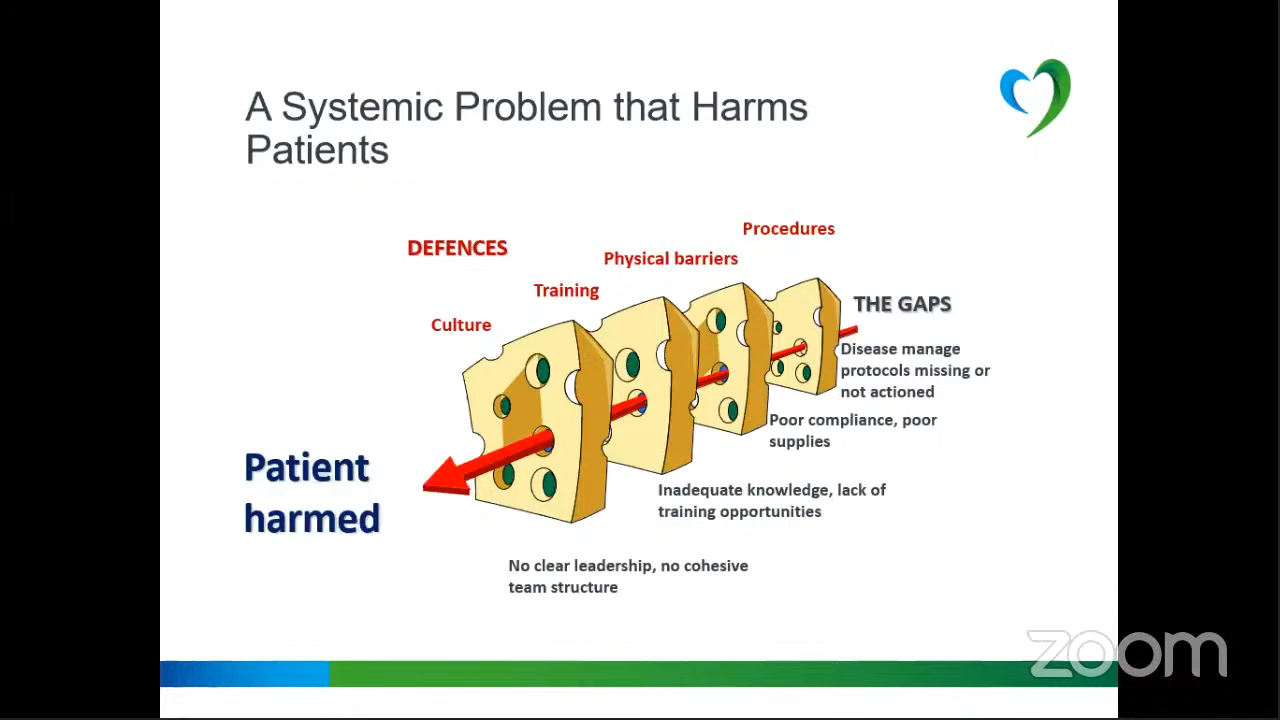 A Systemic Problem that Harms
Patients
DEFENCES
Procedures
Physical barriers
Training
Culture
THE GAPS
Disease manage
protocols missing or
not actioned
Poor compliance, poor
supplies
Inadequate knowledge, lack of
training opportunities
No clear leadership, no cohesive
team structure
Patient
harmed
zoom